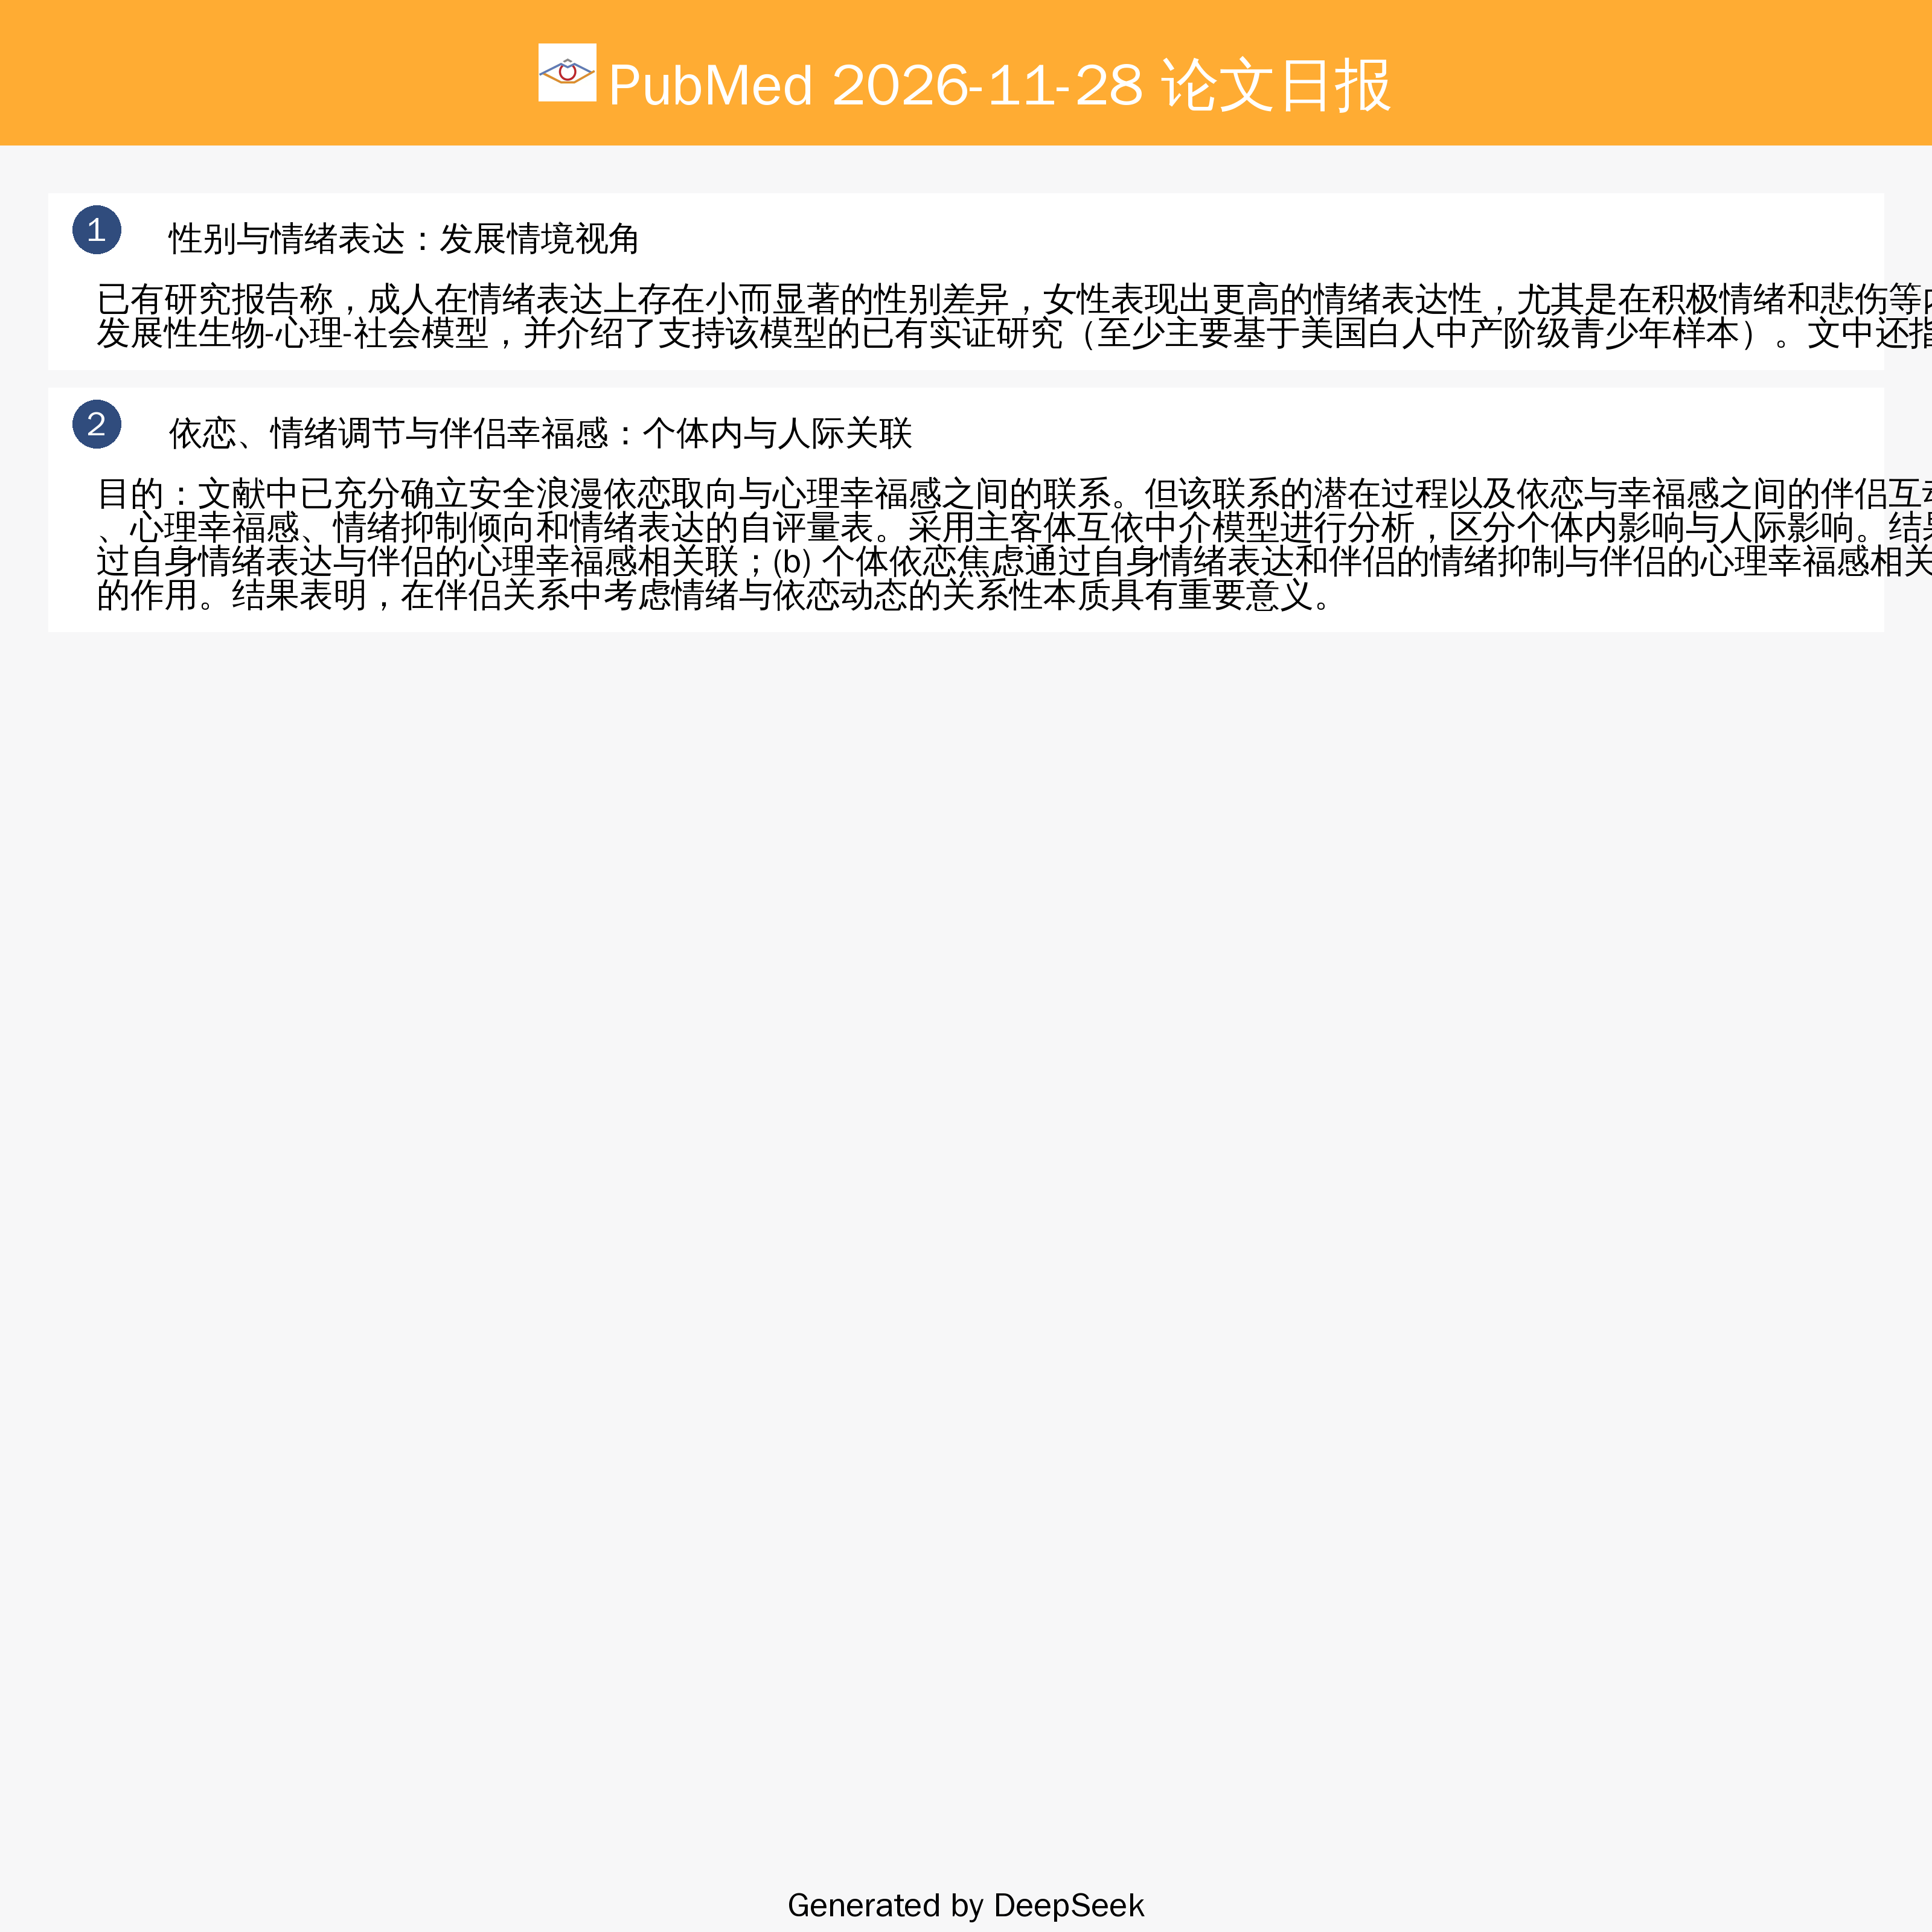 PubMed 2026-11-28 论文日报
1
性别与情绪表达：发展情境视角
已有研究报告称，成人在情绪表达上存在小而显著的性别差异，女性表现出更高的情绪表达性，尤其是在积极情绪和悲伤等
发展性生物-心理-社会模型，并介绍了支持该模型的已有实证研究（至少主要基于美国白人中产阶级青少年样本）。文中还指
2
依恋、情绪调节与伴侣幸福感：个体内与人际关联
目的：文献中已充分确立安全浪漫依恋取向与心理幸福感之间的联系。但该联系的潜在过程以及依恋与幸福感之间的伴侣互
、心理幸福感、情绪抑制倾向和情绪表达的自评量表。采用主客体互依中介模型进行分析，区分个体内影响与人际影响。结果
过自身情绪表达与伴侣的心理幸福感相关联；(b) 个体依恋焦虑通过自身情绪表达和伴侣的情绪抑制与伴侣的心理幸福感相关
的作用。结果表明，在伴侣关系中考虑情绪与依恋动态的关系性本质具有重要意义。
Generated by DeepSeek